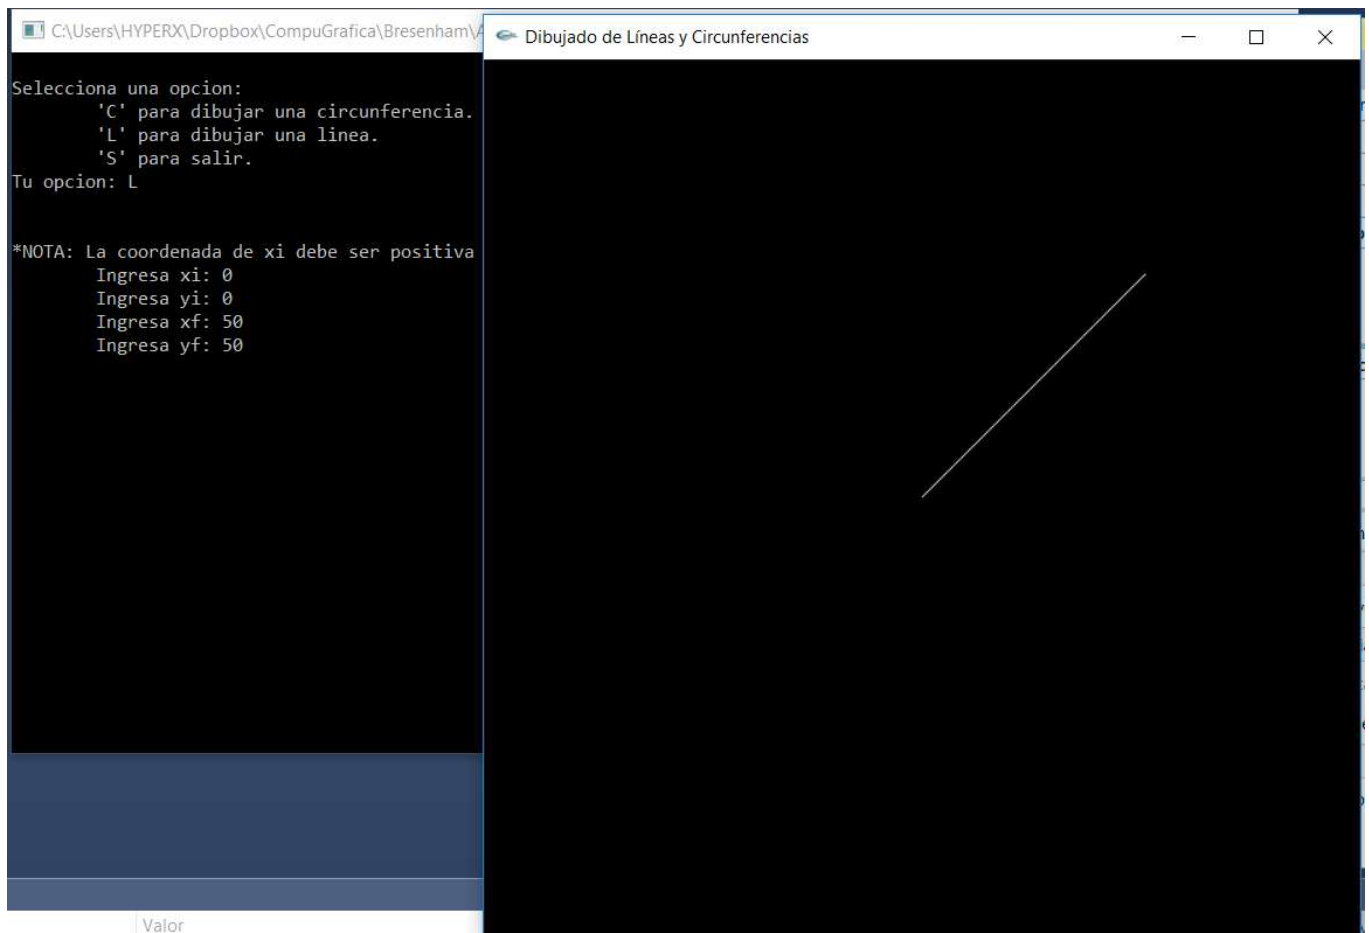 C:\Users\HYPERX\Dropbox\CompuGrafica\Bresenham\
Selecciona una opcion:
'C' para dibujar una circunferencia.
'L' para dibujar una linea.
'S' para salir.
Tu opcion: L
*NOTA: La coordenada de xi debe ser positiva
Ingresa xi: 0
Ingresa yi: 0
Ingresa xf: 50
Ingresa yf: 50
Dibujado de Líneas y Circunferencias
Valor